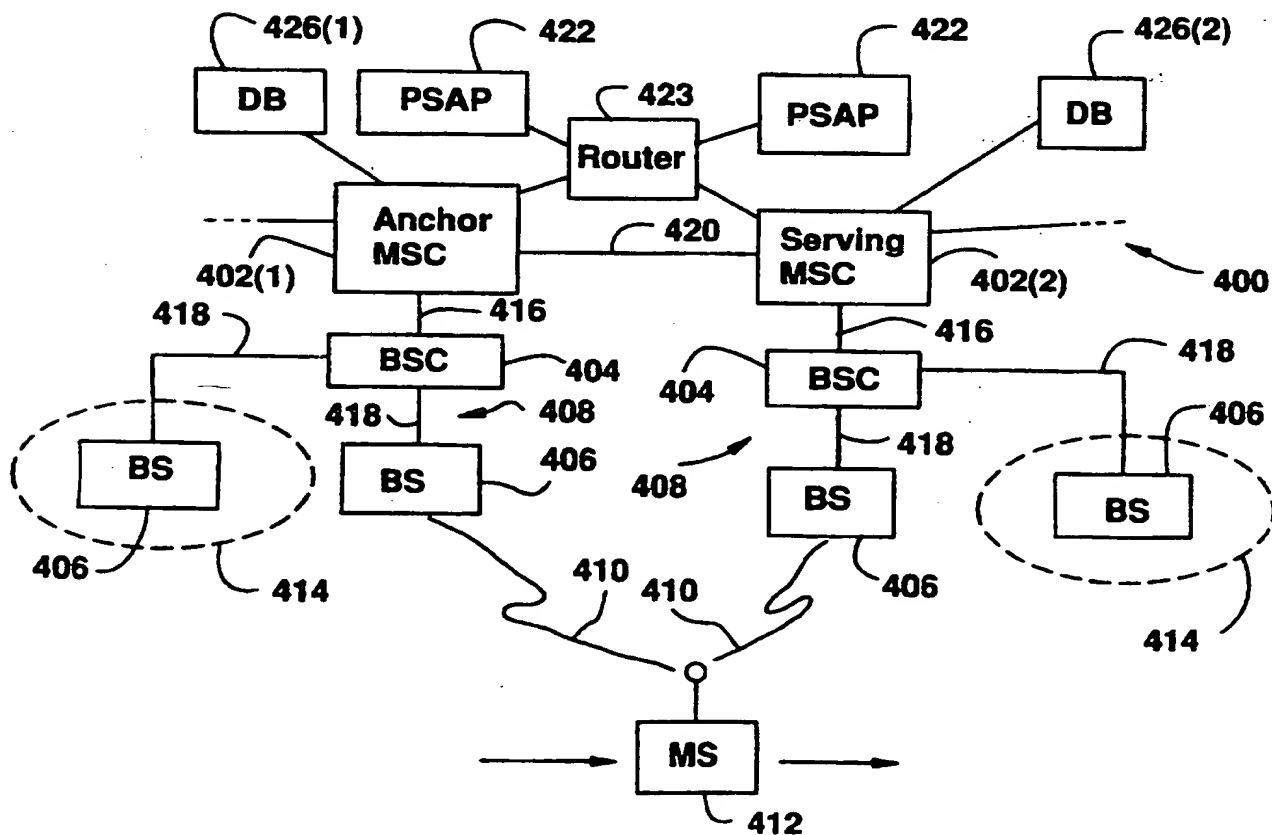 426(1) 422 422 426(2)
DB PSAP 423 PSAP DB
Router
Anchor MSC 420 Serving MSC
402(1) 402(2) 400
418 416 416 418
BSC 404 404 BSC
418 408 418 406
BS BS 406 408 BS BS
406 414 410 410 406 414
MS
412